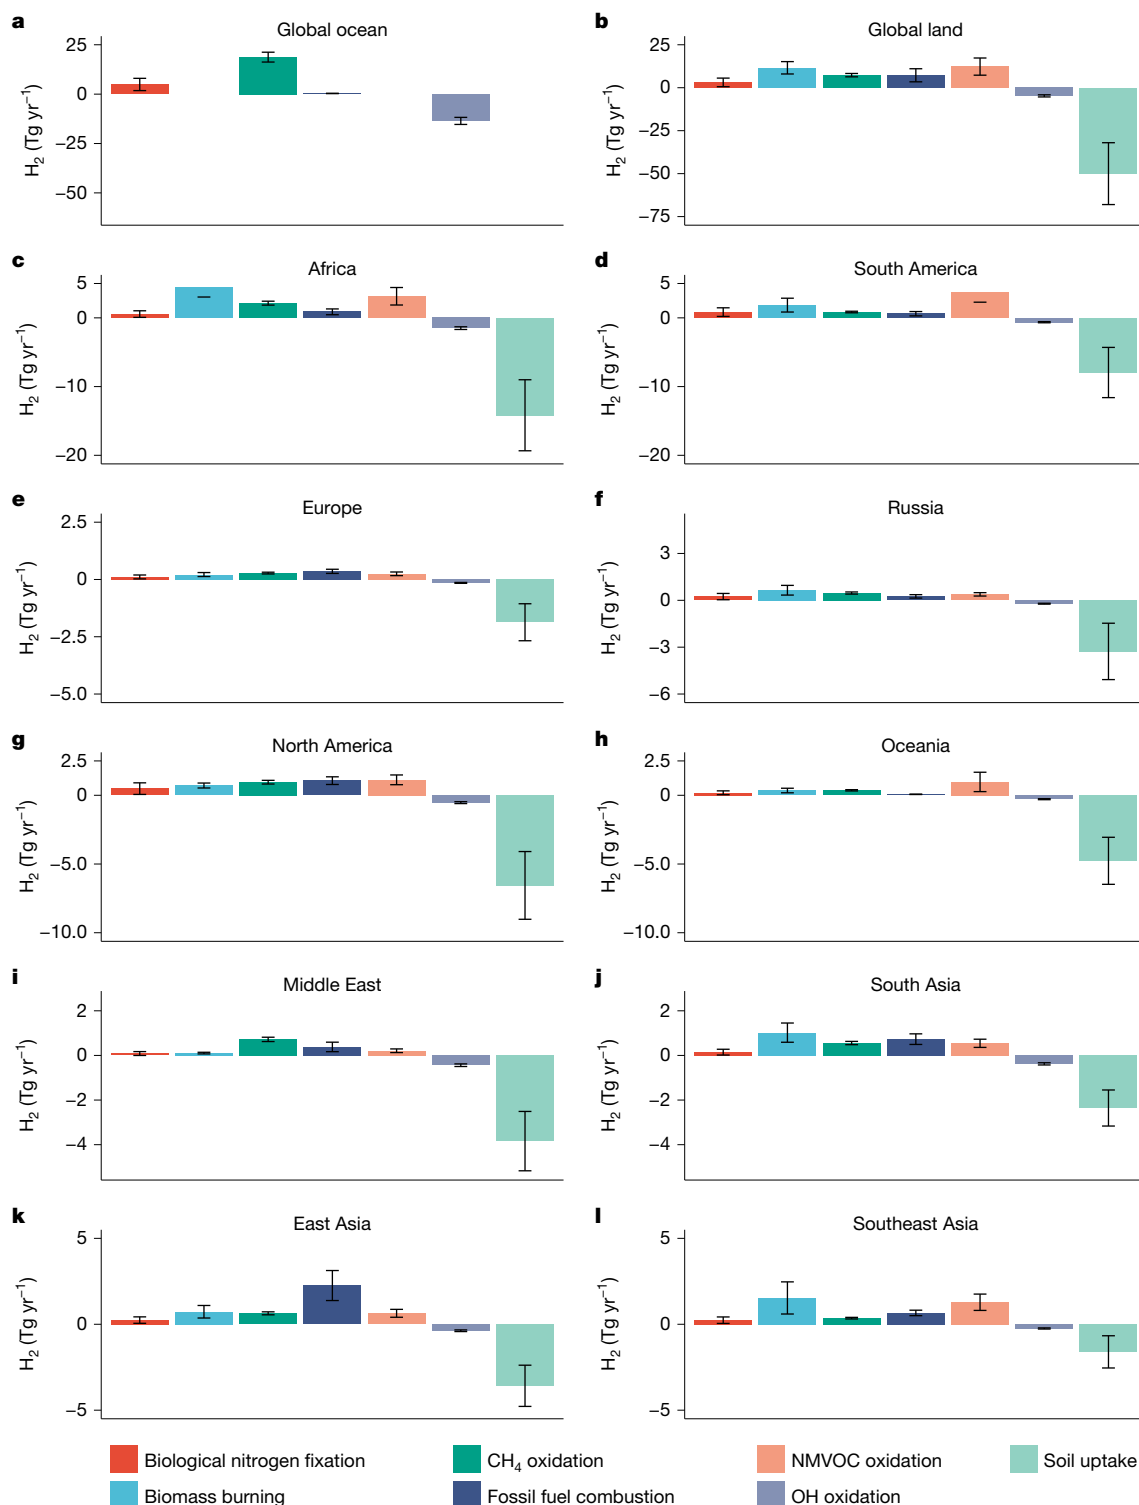 a
Global ocean
25
0
−25
−50
H₂ (Tg yr⁻¹)
b
Global land
25
0
−25
−50
−75
H₂ (Tg yr⁻¹)
c
Africa
5
0
−10
−20
H₂ (Tg yr⁻¹)
d
South America
5
0
−10
−20
H₂ (Tg yr⁻¹)
e
Europe
2.5
0
−2.5
−5.0
H₂ (Tg yr⁻¹)
f
Russia
3
0
−3
−6
H₂ (Tg yr⁻¹)
g
North America
2.5
0
−5.0
−10.0
H₂ (Tg yr⁻¹)
h
Oceania
2.5
0
−5.0
−10.0
H₂ (Tg yr⁻¹)
i
Middle East
2
0
−2
−4
H₂ (Tg yr⁻¹)
j
South Asia
2
0
−2
−4
H₂ (Tg yr⁻¹)
k
East Asia
5
0
−5
H₂ (Tg yr⁻¹)
l
Southeast Asia
5
0
−5
H₂ (Tg yr⁻¹)
Biological nitrogen fixation
CH₄ oxidation
NMVOC oxidation
Soil uptake
Biomass burning
Fossil fuel combustion
OH oxidation